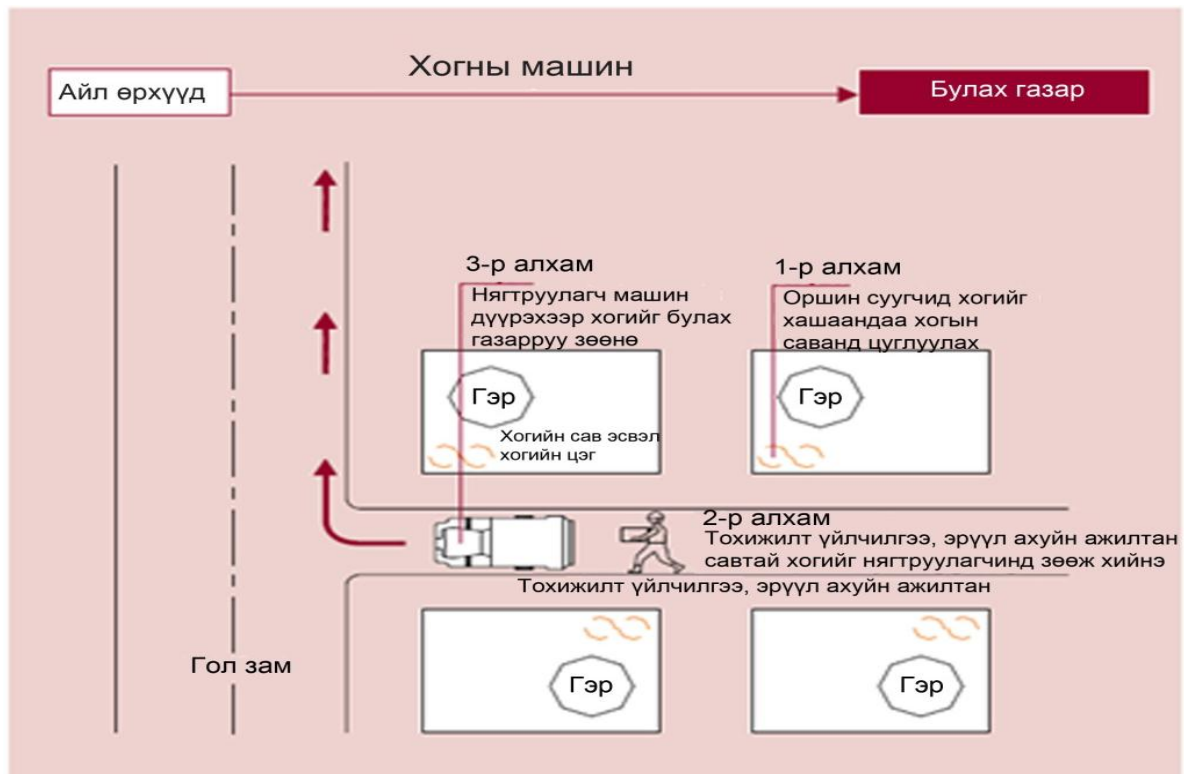 Хогны машин
Айл өрхүүд
Булах газар
3-р алхам
Нягтруулагч машин
дүүрэхээр хогийг булах
газарруу зөөнө
1-р алхам
Оршин суугчид хогийг
хашаандаа хогын
саванд цуглуулах
Гэр
Хогийн сав эсвэл
хогийн цэг
Гэр
2-р алхам
Тохижилт үйлчилгээ, эрүүл ахуйн ажилтан
савтай хогийг нягтруулагчинд зөөж хийнэ
Тохижилт үйлчилгээ, эрүүл ахуйн ажилтан
Гол зам
Гэр
Гэр